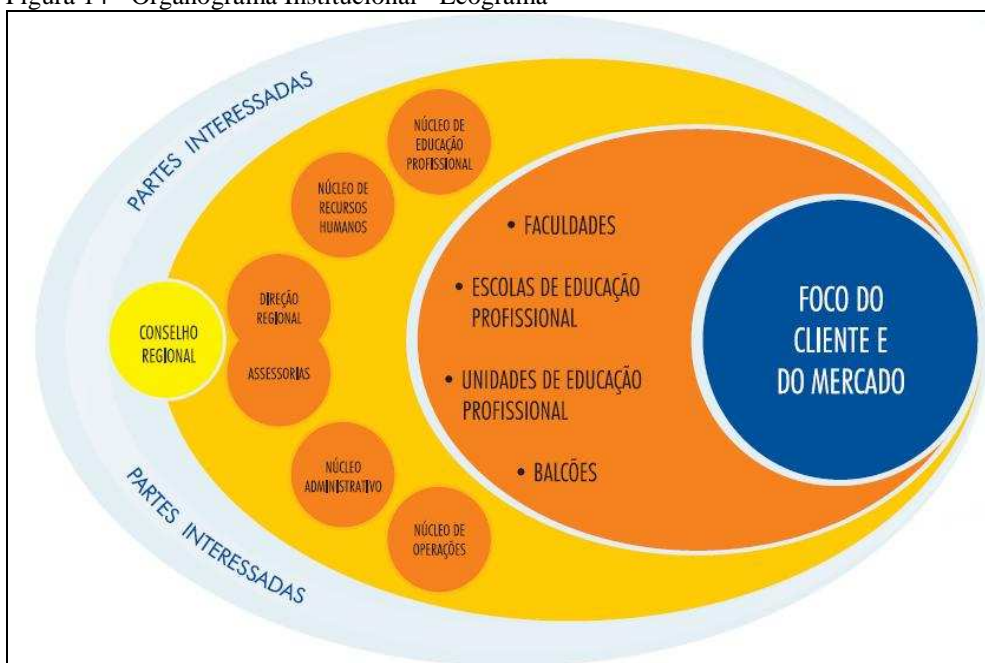 Figura 14 - Organograma Institucional - Ecograma
PARTES INTERESSADAS
NÚCLEO DE
EDUCAÇÃO
PROFISSIONAL
NÚCLEO DE
RECURSOS
HUMANOS
DIREÇÃO
REGIONAL
CONSELHO
REGIONAL
ASSESSORIAS
NÚCLEO
ADMINISTRATIVO
NÚCLEO DE
OPERAÇÕES
PARTES INTERESSADAS
• FACULDADES
• ESCOLAS DE EDUCAÇÃO
PROFISSIONAL
• UNIDADES DE EDUCAÇÃO
PROFISSIONAL
• BALCÕES
FOCO DO
CLIENTE E
DO MERCADO